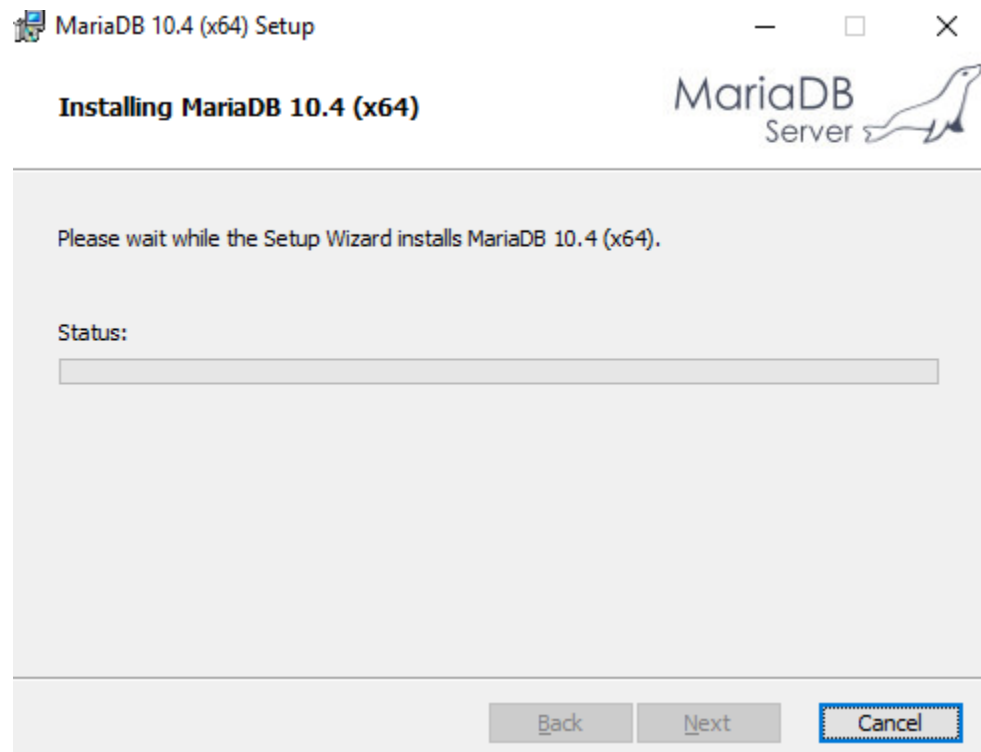 MariaDB 10.4 (x64) Setup
Installing MariaDB 10.4 (x64)
MariaDB
Server
Please wait while the Setup Wizard installs MariaDB 10.4 (x64).
Status:
Back Next Cancel